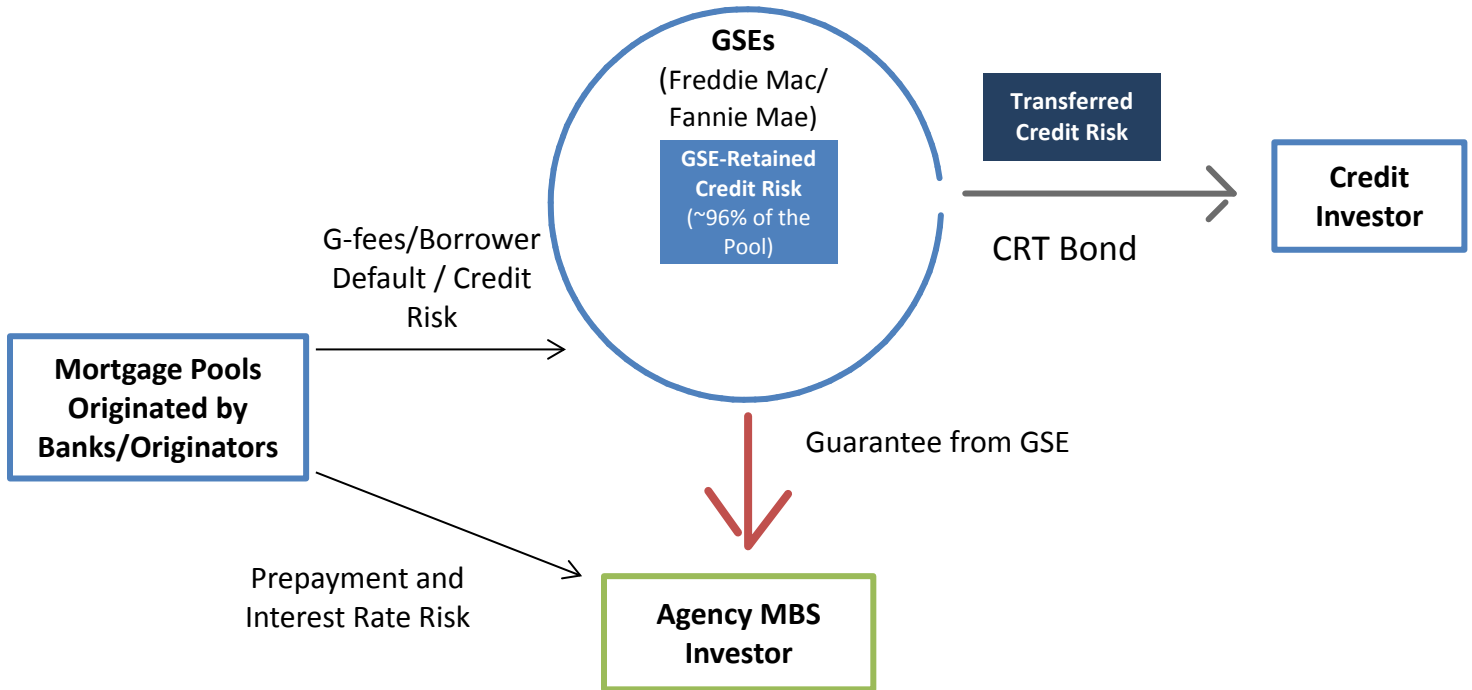 GSEs
(Freddie Mac/
Fannie Mae)
GSE-Retained
Credit Risk
(~96% of the
Pool)
Transferred
Credit Risk
CRT Bond
Credit
Investor
G-fees/Borrower
Default / Credit
Risk
Mortgage Pools
Originated by
Banks/Originators
Guarantee from GSE
Prepayment and
Interest Rate Risk
Agency MBS
Investor